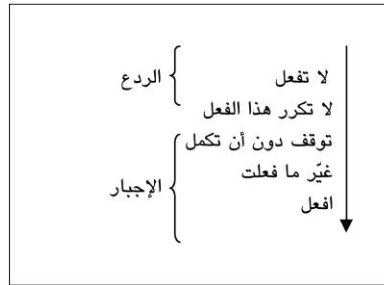 لا تفعل
لا تكرر هذا الفعل
الردع
توقف دون أن تكمل
غيّر ما فعلت
افعل
الإجبار